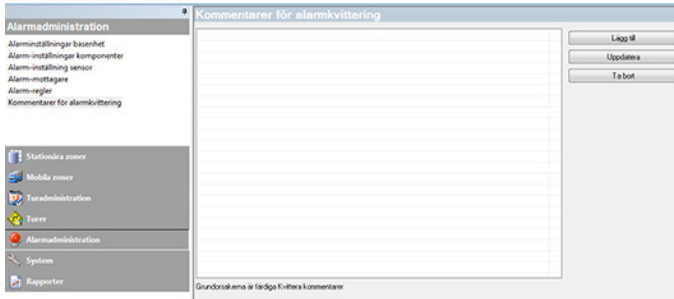 Alarmadministration
Alarminställningar basenhet
Alarm-inställningar komponenter
Alarm-inställning sensor
Alarm-mottagare
Alarm-regler
Kommentarer för alarmkvittering
Stationära zoner
Mobila zoner
Turadministration
Turer
Alarmadministration
System
Rapporter
Kommentarer för alarmkvittering
Lägg till
Uppdatera
Ta bort
Grundorsakerna är färdiga Kvittera kommentarer